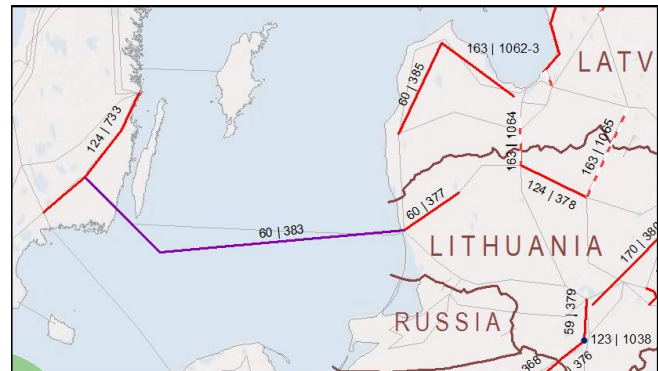 163 | 1062-3
LATV
60 | 385
124 | 733
163 | 1064
163 | 1065
124 | 378
60 | 377
60 | 383
LITHUANIA
170 | 380
59 | 379
RUSSIA
123 | 1038
368
376